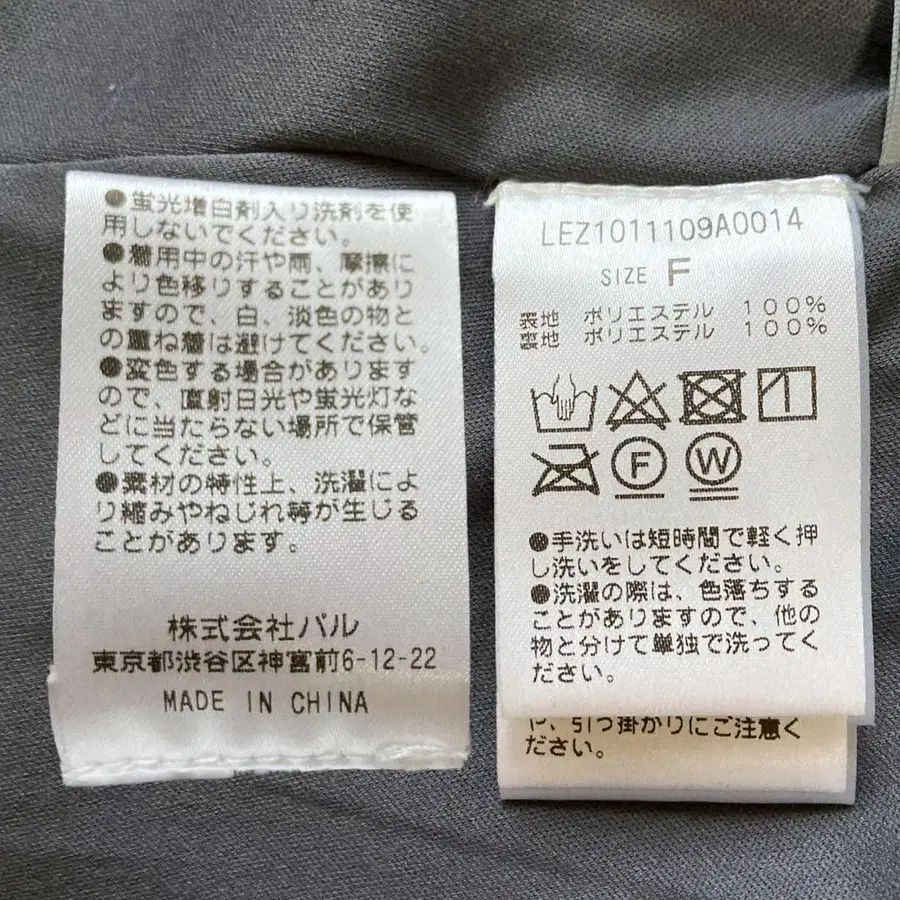 ●蛍光増白剤入り洗剤を使
用しないでください。
●着用中の汗や雨、摩擦に
より色移りすることがあり
ますので、白、淡色の物と
の重ね着は避けてください。
●変色する場合があります
ので、直射日光や蛍光灯な
どに当たらない場所で保管
してください。
●素材の特性上、洗濯によ
り縮みやねじれ等が生じる
ことがあります。
株式会社パル
東京都渋谷区神宮前6-12-22
MADE IN CHINA
LEZ1011109A0014
SIZE F
表地 ポリエステル 100%
裏地 ポリエステル 100%
F W
●手洗いは短時間で軽く押
し洗いをしてください。
●洗濯の際は、色落ちする
ことがありますので、他の
物と分けて単独で洗ってく
ださい。
や、引っ掛かりにご注意く
ださい。